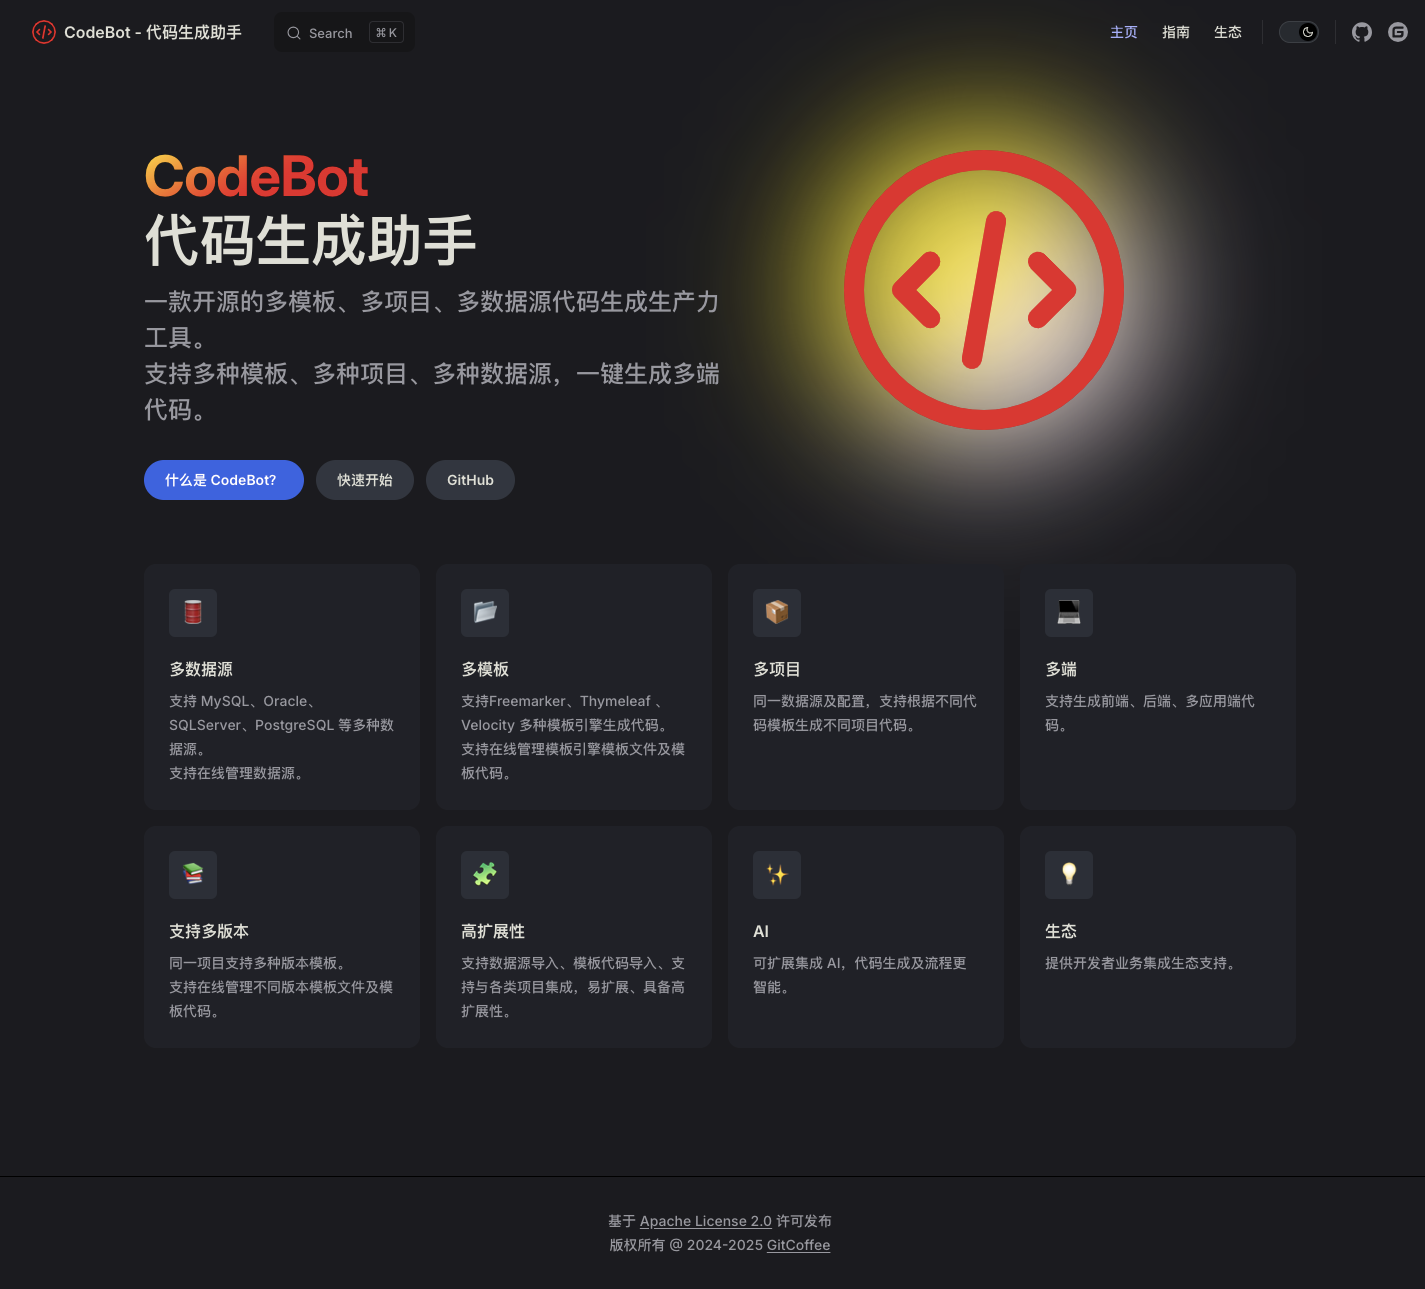 CodeBot - 代码生成助手
Search
⌘ K
主页
指南
生态
CodeBot
代码生成助手
一款开源的多模板、多项目、多数据源代码生成生产力
工具。
支持多种模板、多种项目、多种数据源，一键生成多端
代码。
什么是 CodeBot?
快速开始
GitHub
多数据源
支持 MySQL、Oracle、
SQLServer、PostgreSQL 等多种数
据源。
支持在线管理数据源。
多模板
支持Freemarker、Thymeleaf 、
Velocity 多种模板引擎生成代码。
支持在线管理模板引擎模板文件及模
板代码。
多项目
同一数据源及配置，支持根据不同代
码模板生成不同项目代码。
多端
支持生成前端、后端、多应用端代
码。
支持多版本
同一项目支持多种版本模板。
支持在线管理不同版本模板文件及模
板代码。
高扩展性
支持数据源导入、模板代码导入、支
持与各类项目集成，易扩展、具备高
扩展性。
AI
可扩展集成 AI，代码生成及流程更
智能。
生态
提供开发者业务集成生态支持。
基于 Apache License 2.0 许可发布
版权所有 @ 2024-2025 GitCoffee